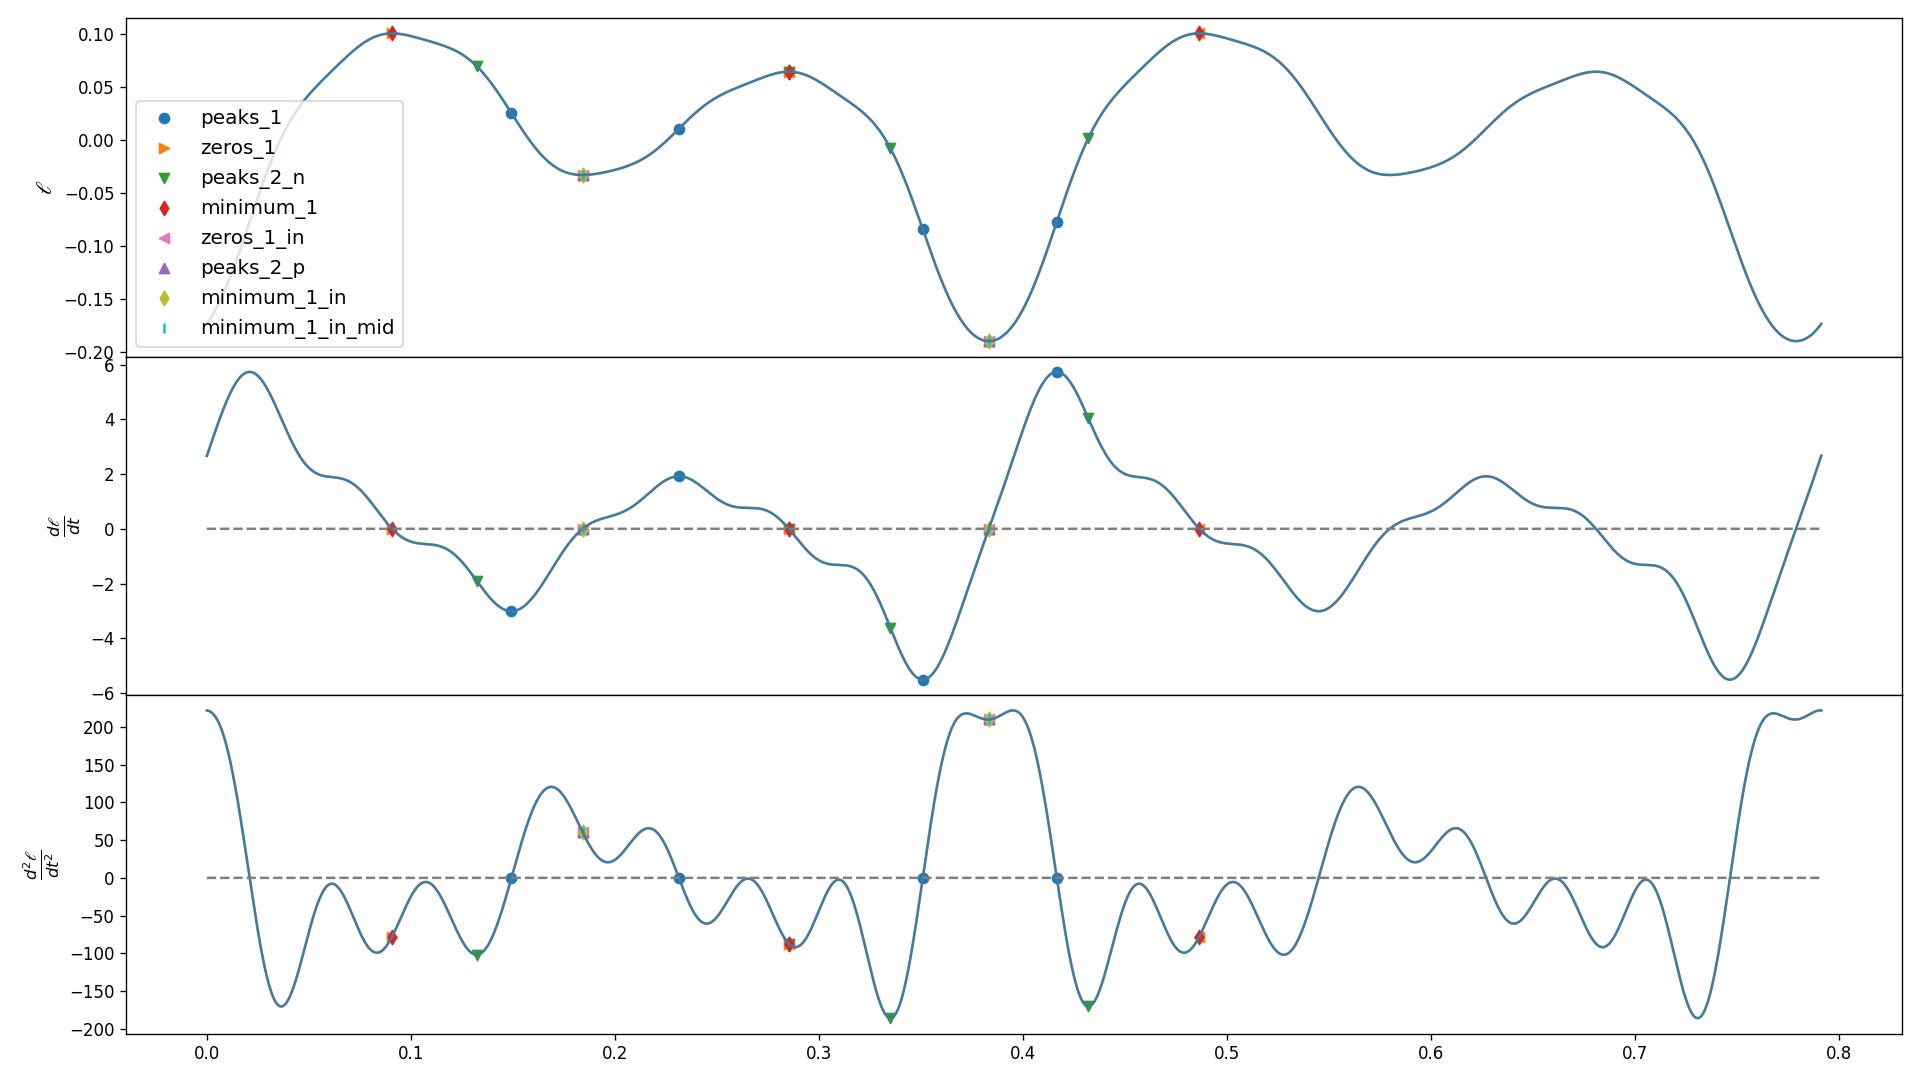 0.10
0.05
0.00
−0.05
−0.10
−0.15
−0.20
ℓ
peaks_1
zeros_1
peaks_2_n
minimum_1
zeros_1_in
peaks_2_p
minimum_1_in
minimum_1_in_mid
6
4
2
0
−2
−4
−6
dℓ
dt
200
150
100
50
0
−50
−100
−150
−200
d²ℓ
dt²
0.0 0.1 0.2 0.3 0.4 0.5 0.6 0.7 0.8